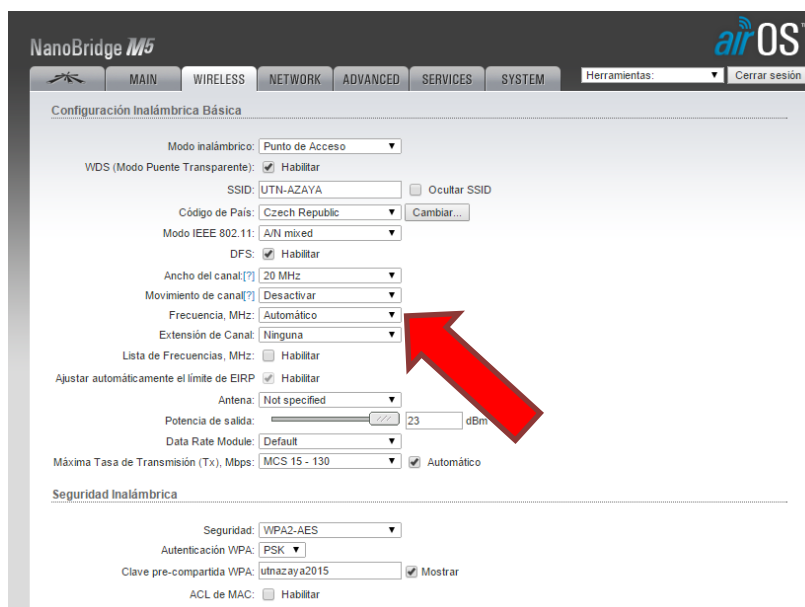 NanoBridge M5
airOS™
MAIN WIRELESS NETWORK ADVANCED SERVICES SYSTEM Herramientas: Cerrar sesión
Configuración Inalámbrica Básica
Modo inalámbrico: Punto de Acceso
WDS (Modo Puente Transparente): Habilitar
SSID: UTN-AZAYA Ocultar SSID
Código de País: Czech Republic Cambiar...
Modo IEEE 802.11: A/N mixed
DFS: Habilitar
Ancho del canal:[?] 20 MHz
Movimiento de canal[?] Desactivar
Frecuencia, MHz: Automático
Extensión de Canal: Ninguna
Lista de Frecuencias, MHz: Habilitar
Ajustar automáticamente el límite de EIRP Habilitar
Antena: Not specified
Potencia de salida: 23 dBm
Data Rate Module: Default
Máxima Tasa de Transmisión (Tx), Mbps: MCS 15 - 130 Automático
Seguridad Inalámbrica
Seguridad: WPA2-AES
Autenticación WPA: PSK
Clave pre-compartida WPA: utnazaya2015 Mostrar
ACL de MAC: Habilitar